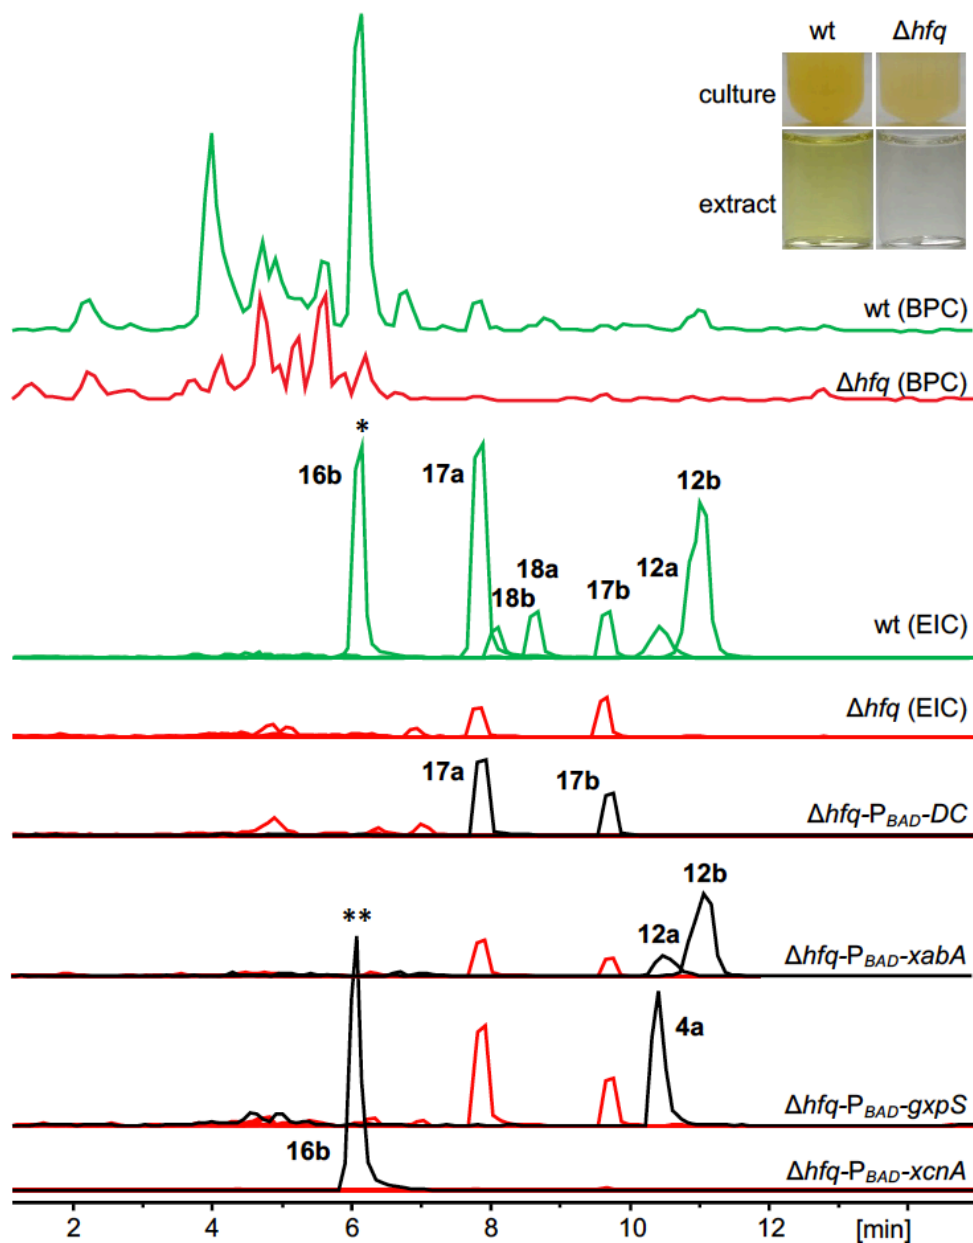 wt Δhfq
culture
extract
wt (BPC)
Δhfq (BPC)
*
16b 17a 12b
18a 12a
18b 17b
wt (EIC)
Δhfq (EIC)
17a 17b
Δhfq-PBAD-DC
12b
** 12a
Δhfq-PBAD-xabA
4a
Δhfq-PBAD-gxpS
16b
Δhfq-PBAD-xcnA
2 4 6 8 10 12 [min]